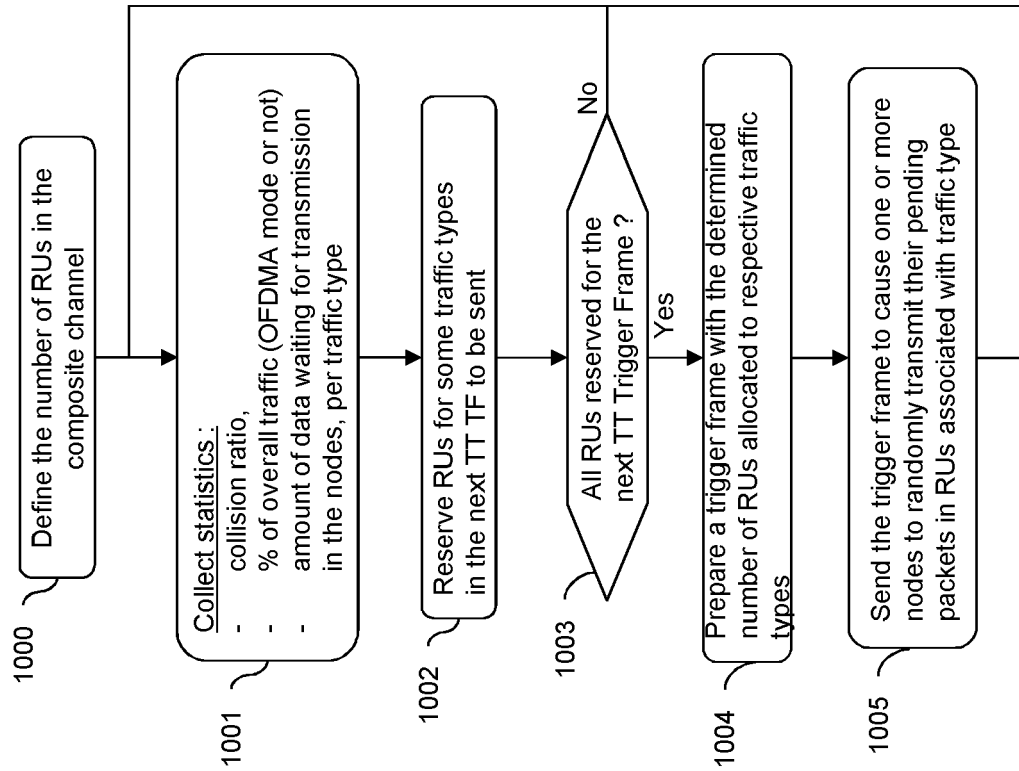 1000
Define the number of RUs in the
composite channel
1001
Collect statistics :
- collision ratio,
- % of overall traffic (OFDMA mode or not)
- amount of data waiting for transmission
in the nodes, per traffic type
1002
Reserve RUs for some traffic types
in the next TT TF to be sent
1003
All RUs reserved for the
next TT Trigger Frame ?
No
Yes
1004
Prepare a trigger frame with the determined
number of RUs allocated to respective traffic
types
1005
Send the trigger frame to cause one or more
nodes to randomly transmit their pending
packets in RUs associated with traffic type